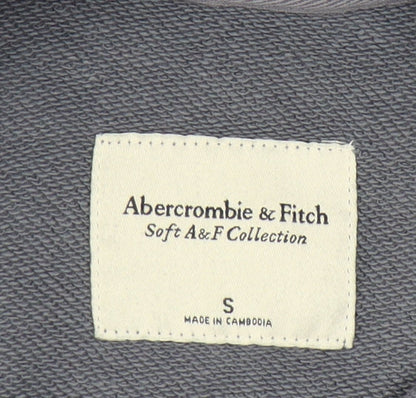 Abercrombie & Fitch
Soft A&F Collection
S
MADE IN CAMBODIA